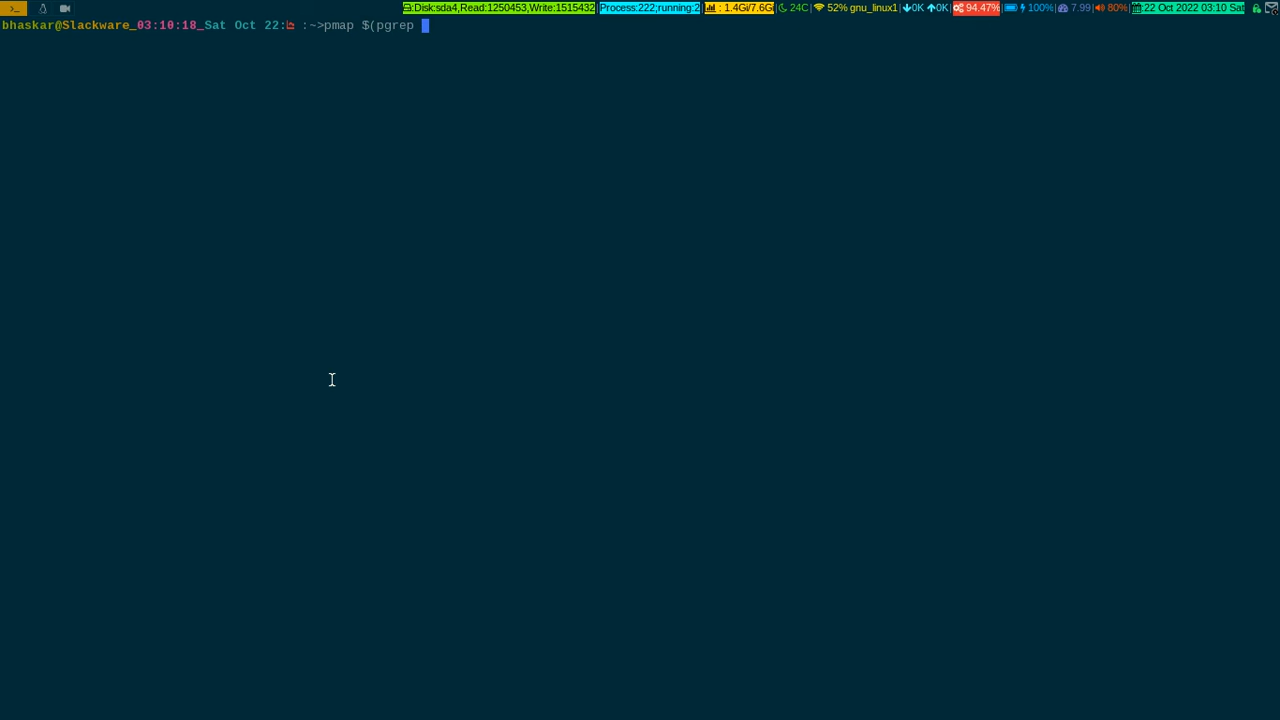 >_ Disk:sda4,Read:1250453,Write:1515432 Process:222;running:2 : 1.4Gi/7.6Gi 24C 52% gnu_linux1 0K 0K 94.47% 100% 7.99 80% :22 Oct 2022 03:10 Sat
bhaskar@Slackware_03:10:18_Sat Oct 22: :~>pmap $(pgrep